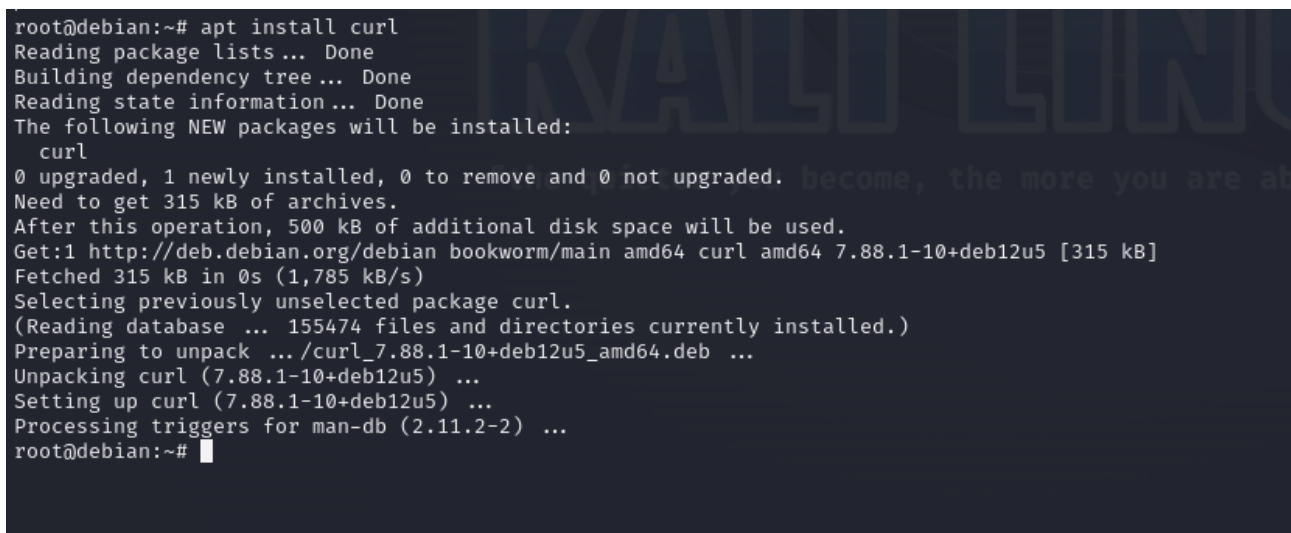 root@debian:~# apt install curl
Reading package lists... Done
Building dependency tree... Done
Reading state information... Done
The following NEW packages will be installed:
  curl
0 upgraded, 1 newly installed, 0 to remove and 0 not upgraded.
Need to get 315 kB of archives.
After this operation, 500 kB of additional disk space will be used.
Get:1 http://deb.debian.org/debian bookworm/main amd64 curl amd64 7.88.1-10+deb12u5 [315 kB]
Fetched 315 kB in 0s (1,785 kB/s)
Selecting previously unselected package curl.
(Reading database ... 155474 files and directories currently installed.)
Preparing to unpack .../curl_7.88.1-10+deb12u5_amd64.deb ...
Unpacking curl (7.88.1-10+deb12u5) ...
Setting up curl (7.88.1-10+deb12u5) ...
Processing triggers for man-db (2.11.2-2) ...
root@debian:~#
KALI
become, the more you are